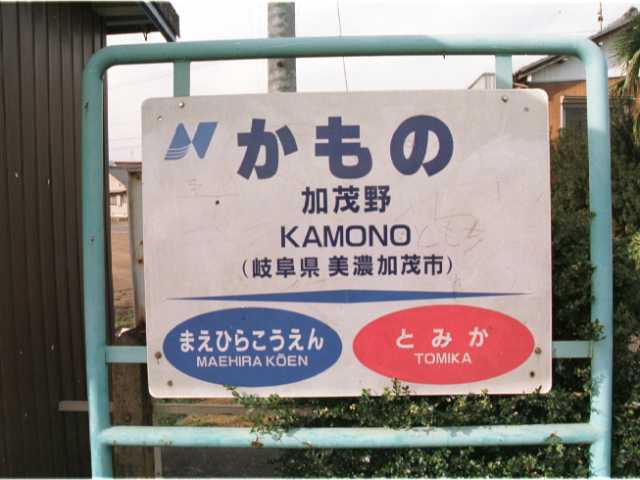 かもの
加茂野
KAMONO
(岐阜県 美濃加茂市)
まえひらこうえん
MAEHIRA KŌEN
とみか
TOMIKA